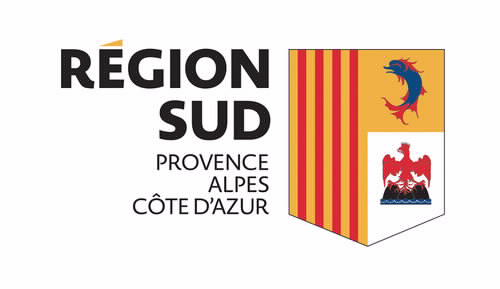 RÉGION
SUD
PROVENCE
ALPES
CÔTE D'AZUR